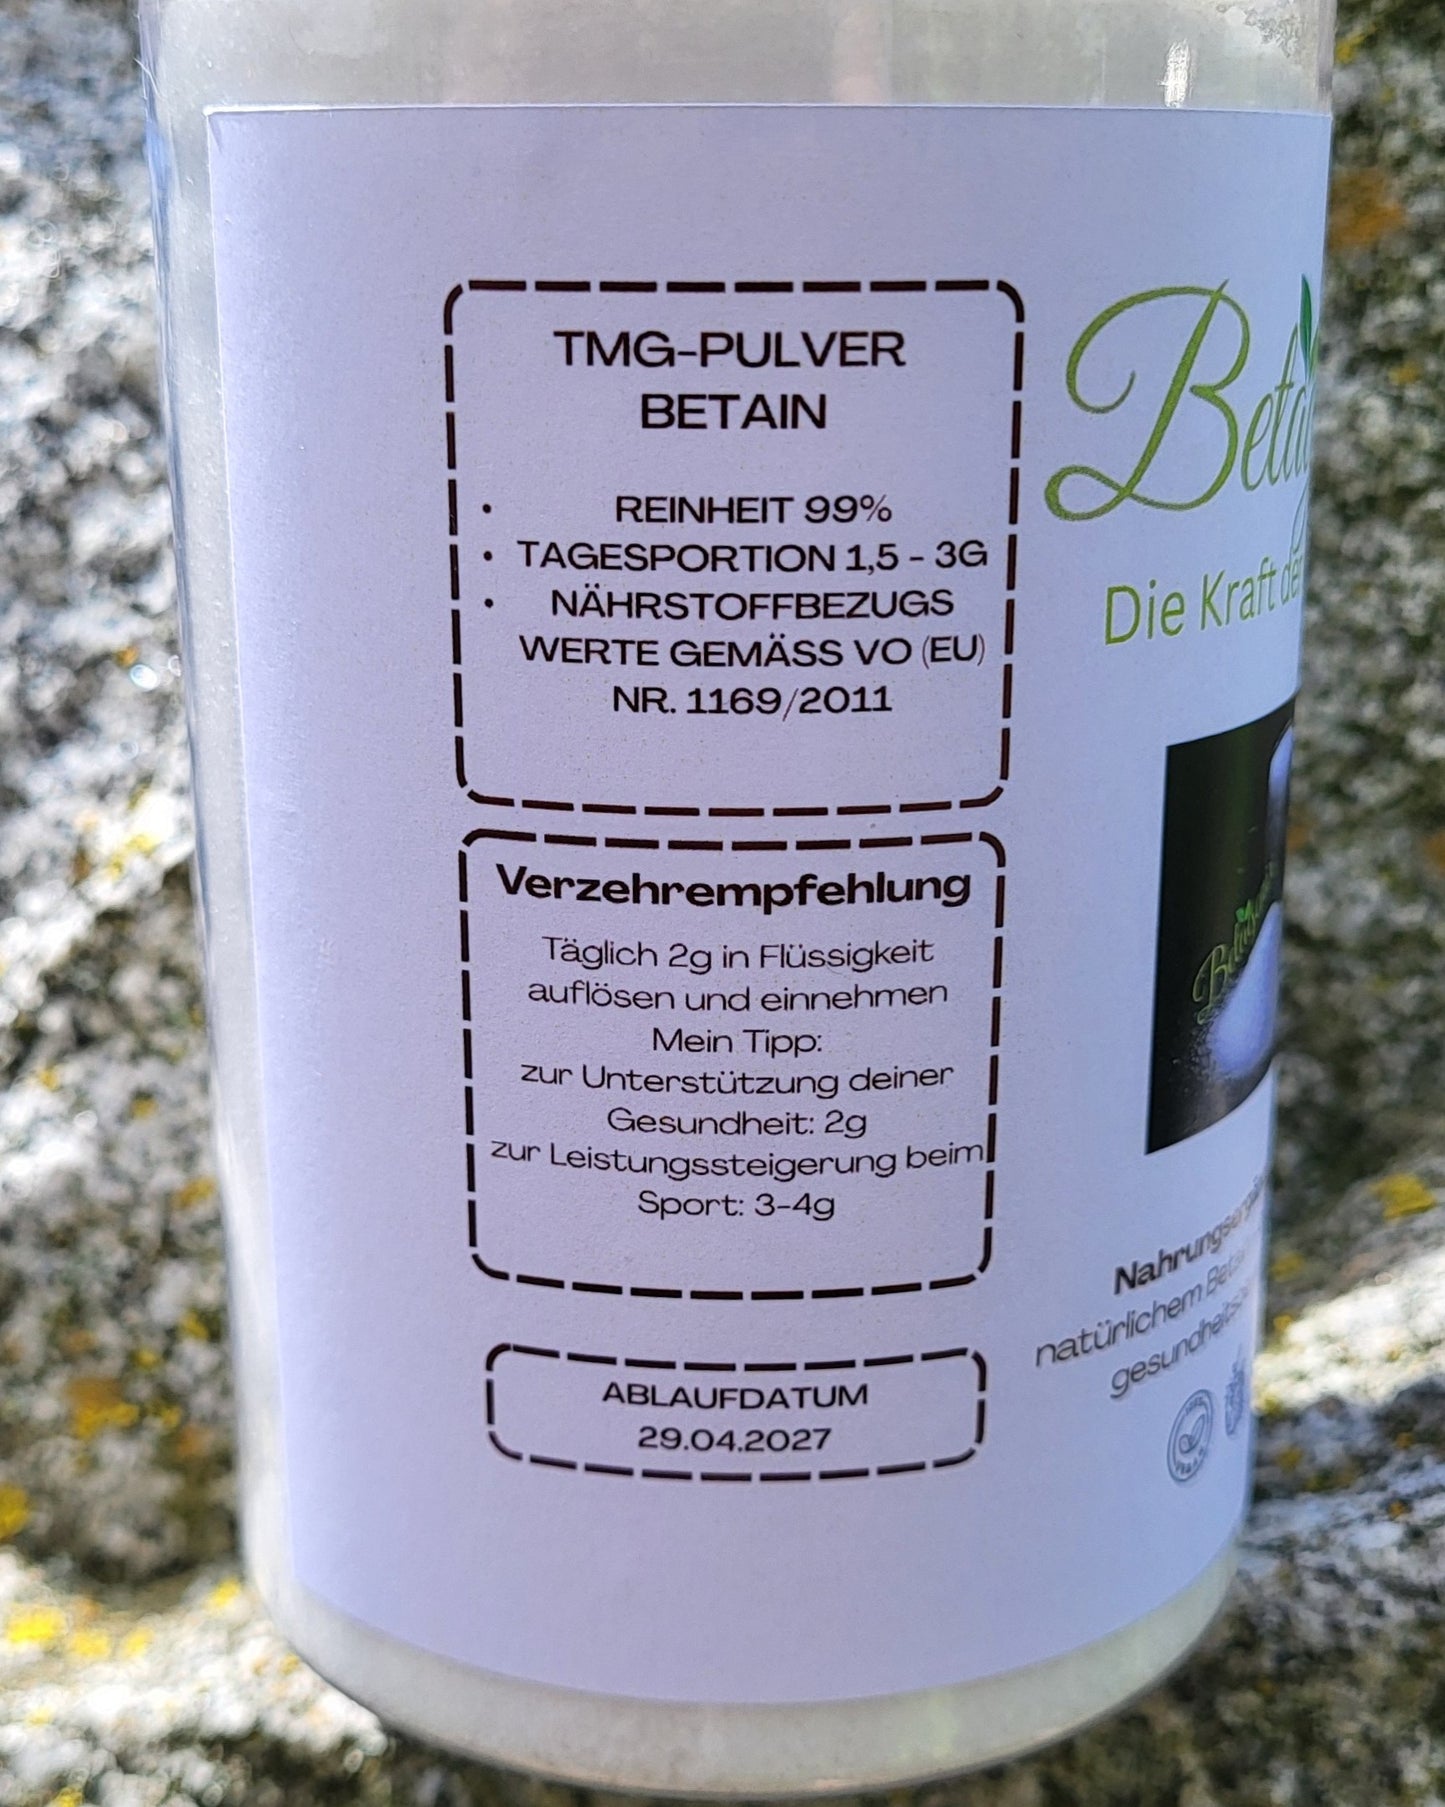 TMG-PULVER
BETAIN
• REINHEIT 99%
• TAGESPORTION 1,5 - 3G
• NÄHRSTOFFBEZUGS
WERTE GEMÄSS VO (EU)
NR. 1169/2011
Verzehrempfehlung
Täglich 2g in Flüssigkeit
auflösen und einnehmen
Mein Tipp:
zur Unterstützung deiner
Gesundheit: 2g
zur Leistungssteigerung beim
Sport: 3-4g
ABLAUFDATUM
29.04.2027
Die Kraft der
natürlichem